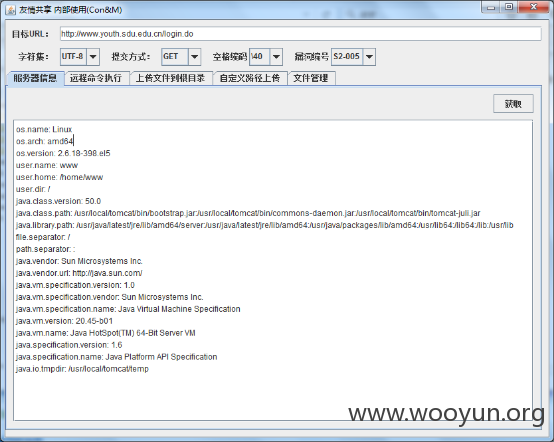 友情共享 内部使用(Con&M)
目标URL: http://www.youth.sdu.edu.cn/login.do
字符集: UTF-8 提交方式: GET 空格编码 \40 漏洞编号 S2-005
服务器信息 远程命令执行 上传文件到根目录 自定义路径上传 文件管理
获取
os.name: Linux
os.arch: amd64
os.version: 2.6.18-398.el5
user.name: www
user.home: /home/www
user.dir: /
java.class.version: 50.0
java.class.path: /usr/local/tomcat/bin/bootstrap.jar:/usr/local/tomcat/bin/commons-daemon.jar:/usr/local/tomcat/bin/tomcat-juli.jar
java.library.path: /usr/java/latest/jre/lib/amd64/server:/usr/java/latest/jre/lib/amd64:/usr/java/packages/lib/amd64:/usr/lib64:/lib64:/lib:/usr/lib
file.separator: /
path.separator: :
java.vendor: Sun Microsystems Inc.
java.vendor.url: http://java.sun.com/
java.vm.specification.version: 1.0
java.vm.specification.vendor: Sun Microsystems Inc.
java.vm.specification.name: Java Virtual Machine Specification
java.vm.version: 20.45-b01
java.vm.name: Java HotSpot(TM) 64-Bit Server VM
java.specification.version: 1.6
java.specification.name: Java Platform API Specification
java.io.tmpdir: /usr/local/tomcat/temp
www.wooyun.org